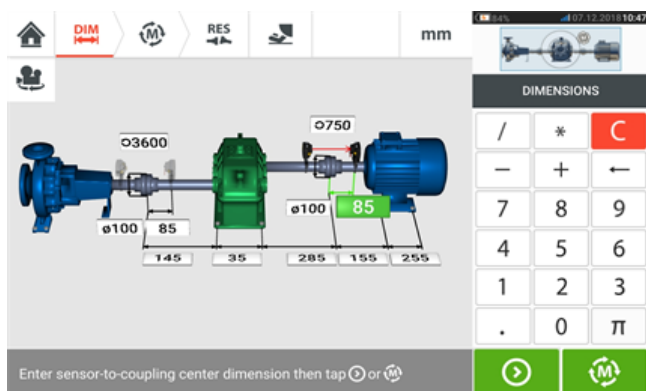 DIM
M
RES
mm
84%
07.12.2018 10:47
DIMENSIONS
3600
750
ø100
85
ø100
85
145
35
285
155
255
/ * C
− + ←
7 8 9
4 5 6
1 2 3
. 0 π
Enter sensor-to-coupling center dimension then tap or M
M